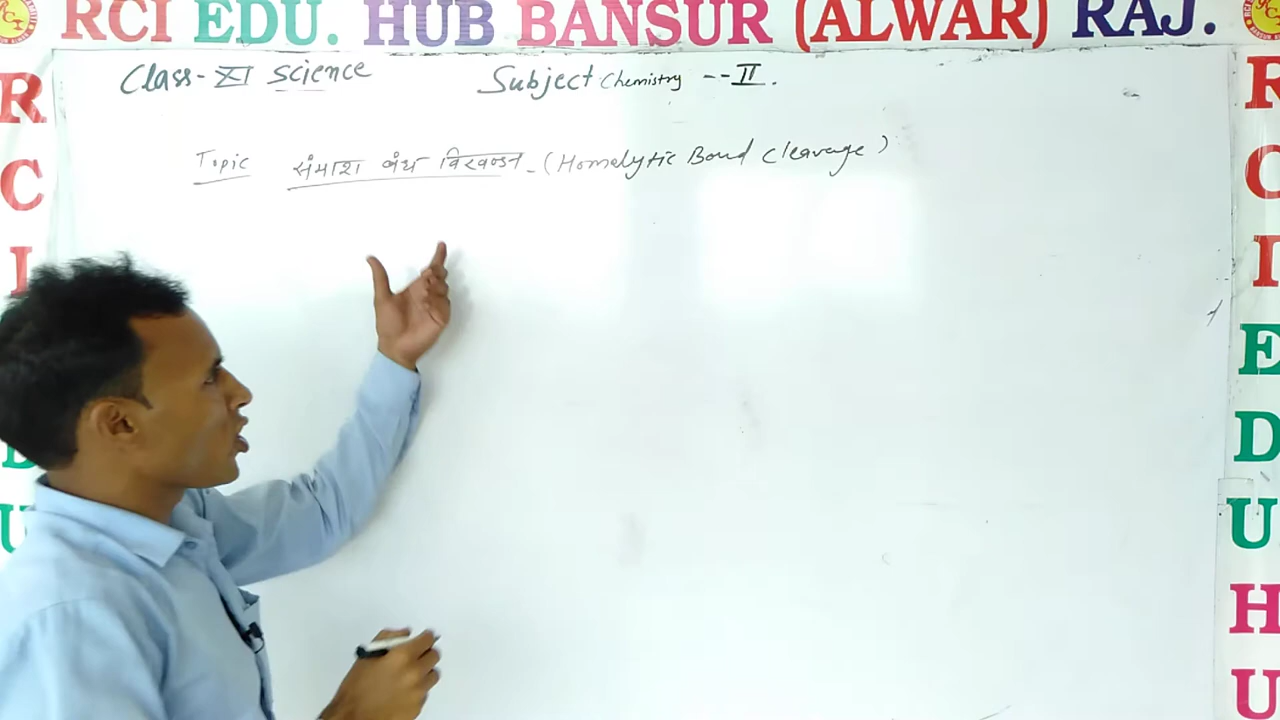 RCI EDU. HUB BANSUR (ALWAR) RAJ.
Class- XI Science Subject Chemistry --II.
Topic संमाश बंध विखण्डन - (Homolytic Bond Cleavage)
R
C
I
D
U
R
C
I
E
D
U
H
U